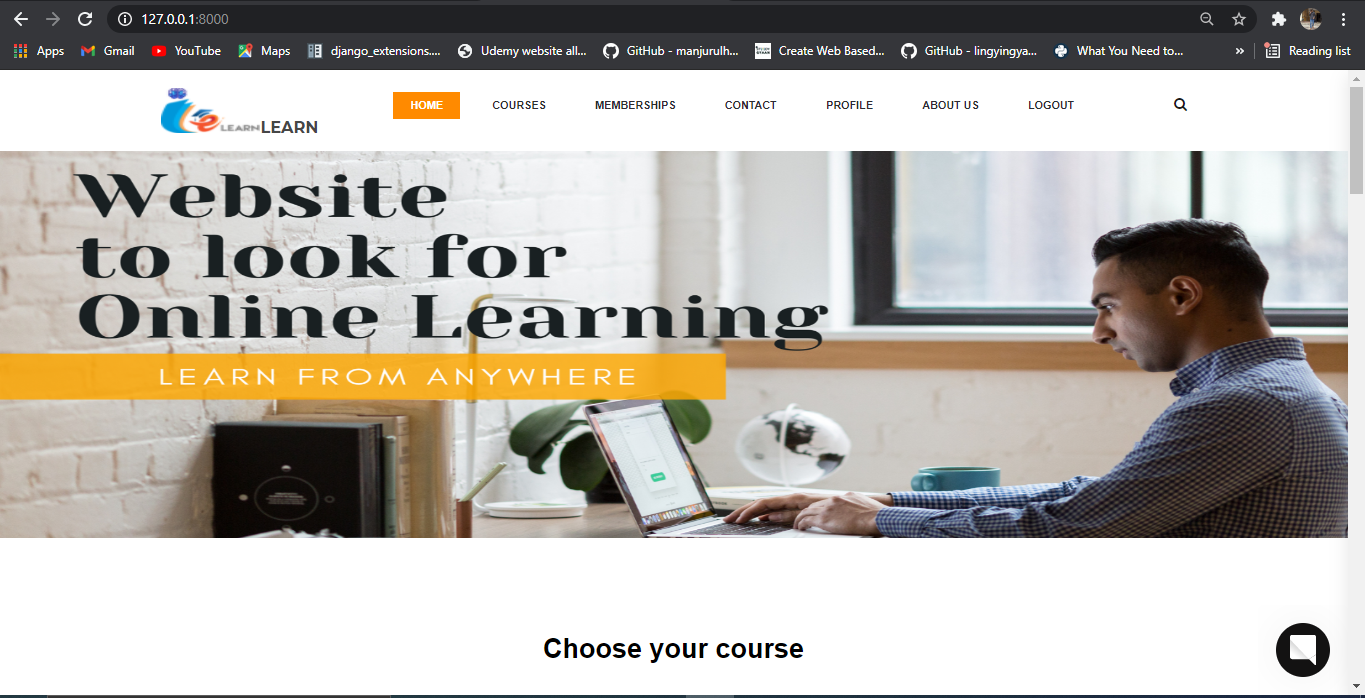 127.0.0.1:8000
Apps
Gmail
YouTube
Maps
django_extensions....
Udemy website all...
GitHub - manjurulh...
Create Web Based...
GitHub - lingyingya...
What You Need to...
»
Reading list
LEARN LEARN
HOME
COURSES
MEMBERSHIPS
CONTACT
PROFILE
ABOUT US
LOGOUT
Website
to look for
Online Learning
LEARN FROM ANYWHERE
Choose your course